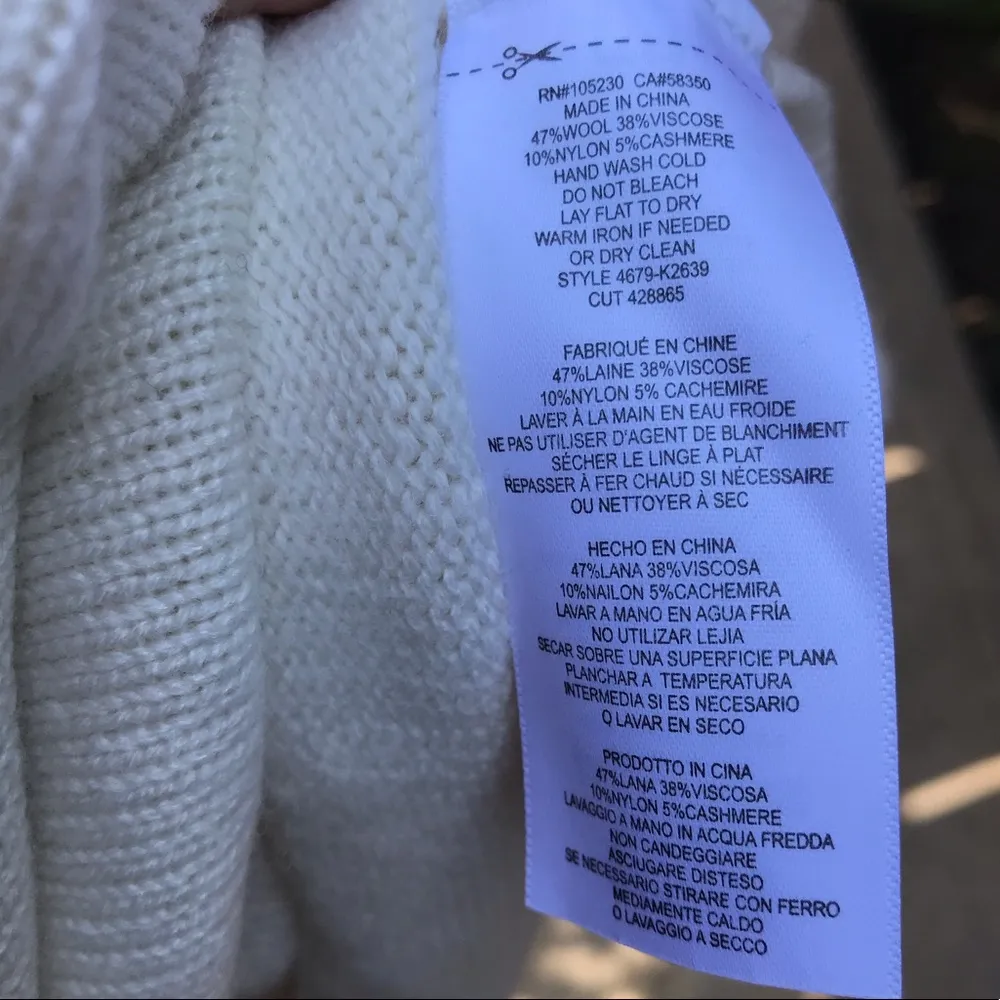 RN#105230 CA#58350
MADE IN CHINA
47%WOOL 38%VISCOSE
10%NYLON 5%CASHMERE
HAND WASH COLD
DO NOT BLEACH
LAY FLAT TO DRY
WARM IRON IF NEEDED
OR DRY CLEAN
STYLE 4679-K2639
CUT 428865
FABRIQUÉ EN CHINE
47%LAINE 38%VISCOSE
10%NYLON 5% CACHEMIRE
LAVER À LA MAIN EN EAU FROIDE
NE PAS UTILISER D'AGENT DE BLANCHIMENT
SÉCHER LE LINGE À PLAT
REPASSER À FER CHAUD SI NÉCESSAIRE
OU NETTOYER À SEC
HECHO EN CHINA
47%LANA 38%VISCOSA
10%NAILON 5%CACHEMIRA
LAVAR A MANO EN AGUA FRÍA
NO UTILIZAR LEJIA
SECAR SOBRE UNA SUPERFICIE PLANA
PLANCHAR A TEMPERATURA
INTERMEDIA SI ES NECESARIO
O LAVAR EN SECO
PRODOTTO IN CINA
47%LANA 38%VISCOSA
10%NYLON 5%CASHMERE
LAVAGGIO A MANO IN ACQUA FREDDA
NON CANDEGGIARE
ASCIUGARE DISTESO
SE NECESSARIO STIRARE CON FERRO
MEDIAMENTE CALDO
O LAVAGGIO A SECCO